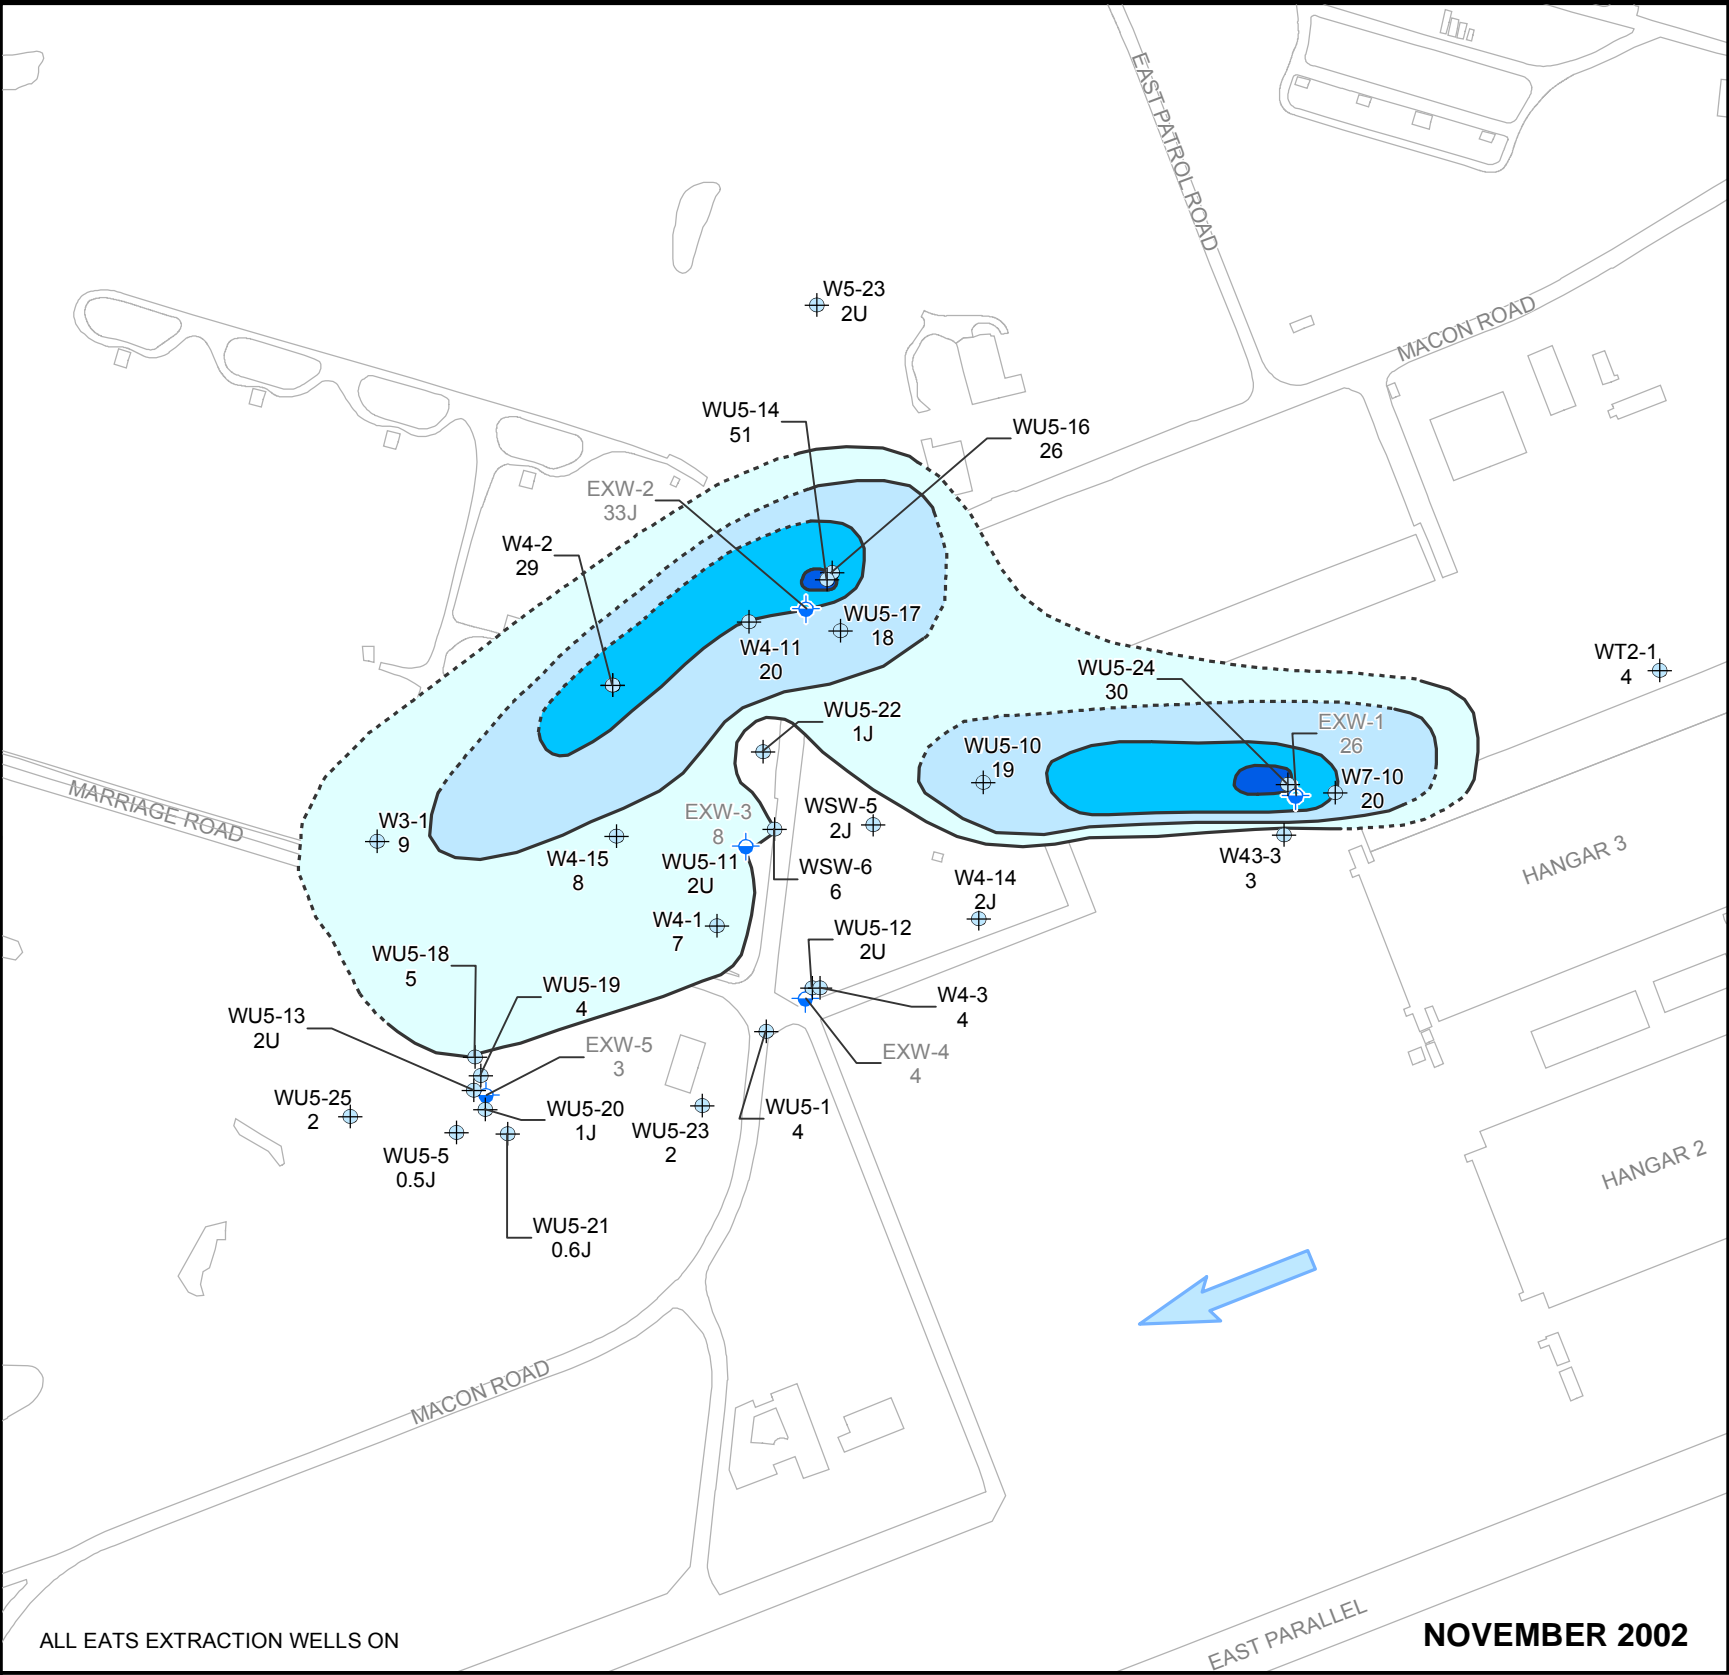 EAST PATROL ROAD
W5-23
2U
MACON ROAD
WU5-14
51
WU5-16
26
EXW-2
33J
W4-2
29
WU5-17
18
W4-11
20
WT2-1
4
WU5-24
30
WU5-22
1J
EXW-1
26
WU5-10
19
W7-10
20
MARRIAGE ROAD
W3-1
9
EXW-3
8
WSW-5
2J
W4-15
8
WU5-11
2U
WSW-6
6
W43-3
3
HANGAR 3
W4-14
2J
W4-1
7
WU5-12
2U
WU5-18
5
WU5-19
4
W4-3
4
WU5-13
2U
EXW-5
3
EXW-4
4
WU5-25
2
WU5-20
1J
WU5-1
4
WU5-23
2
WU5-5
0.5J
HANGAR 2
WU5-21
0.6J
MACON ROAD
EAST PARALLEL
ALL EATS EXTRACTION WELLS ON
NOVEMBER 2002